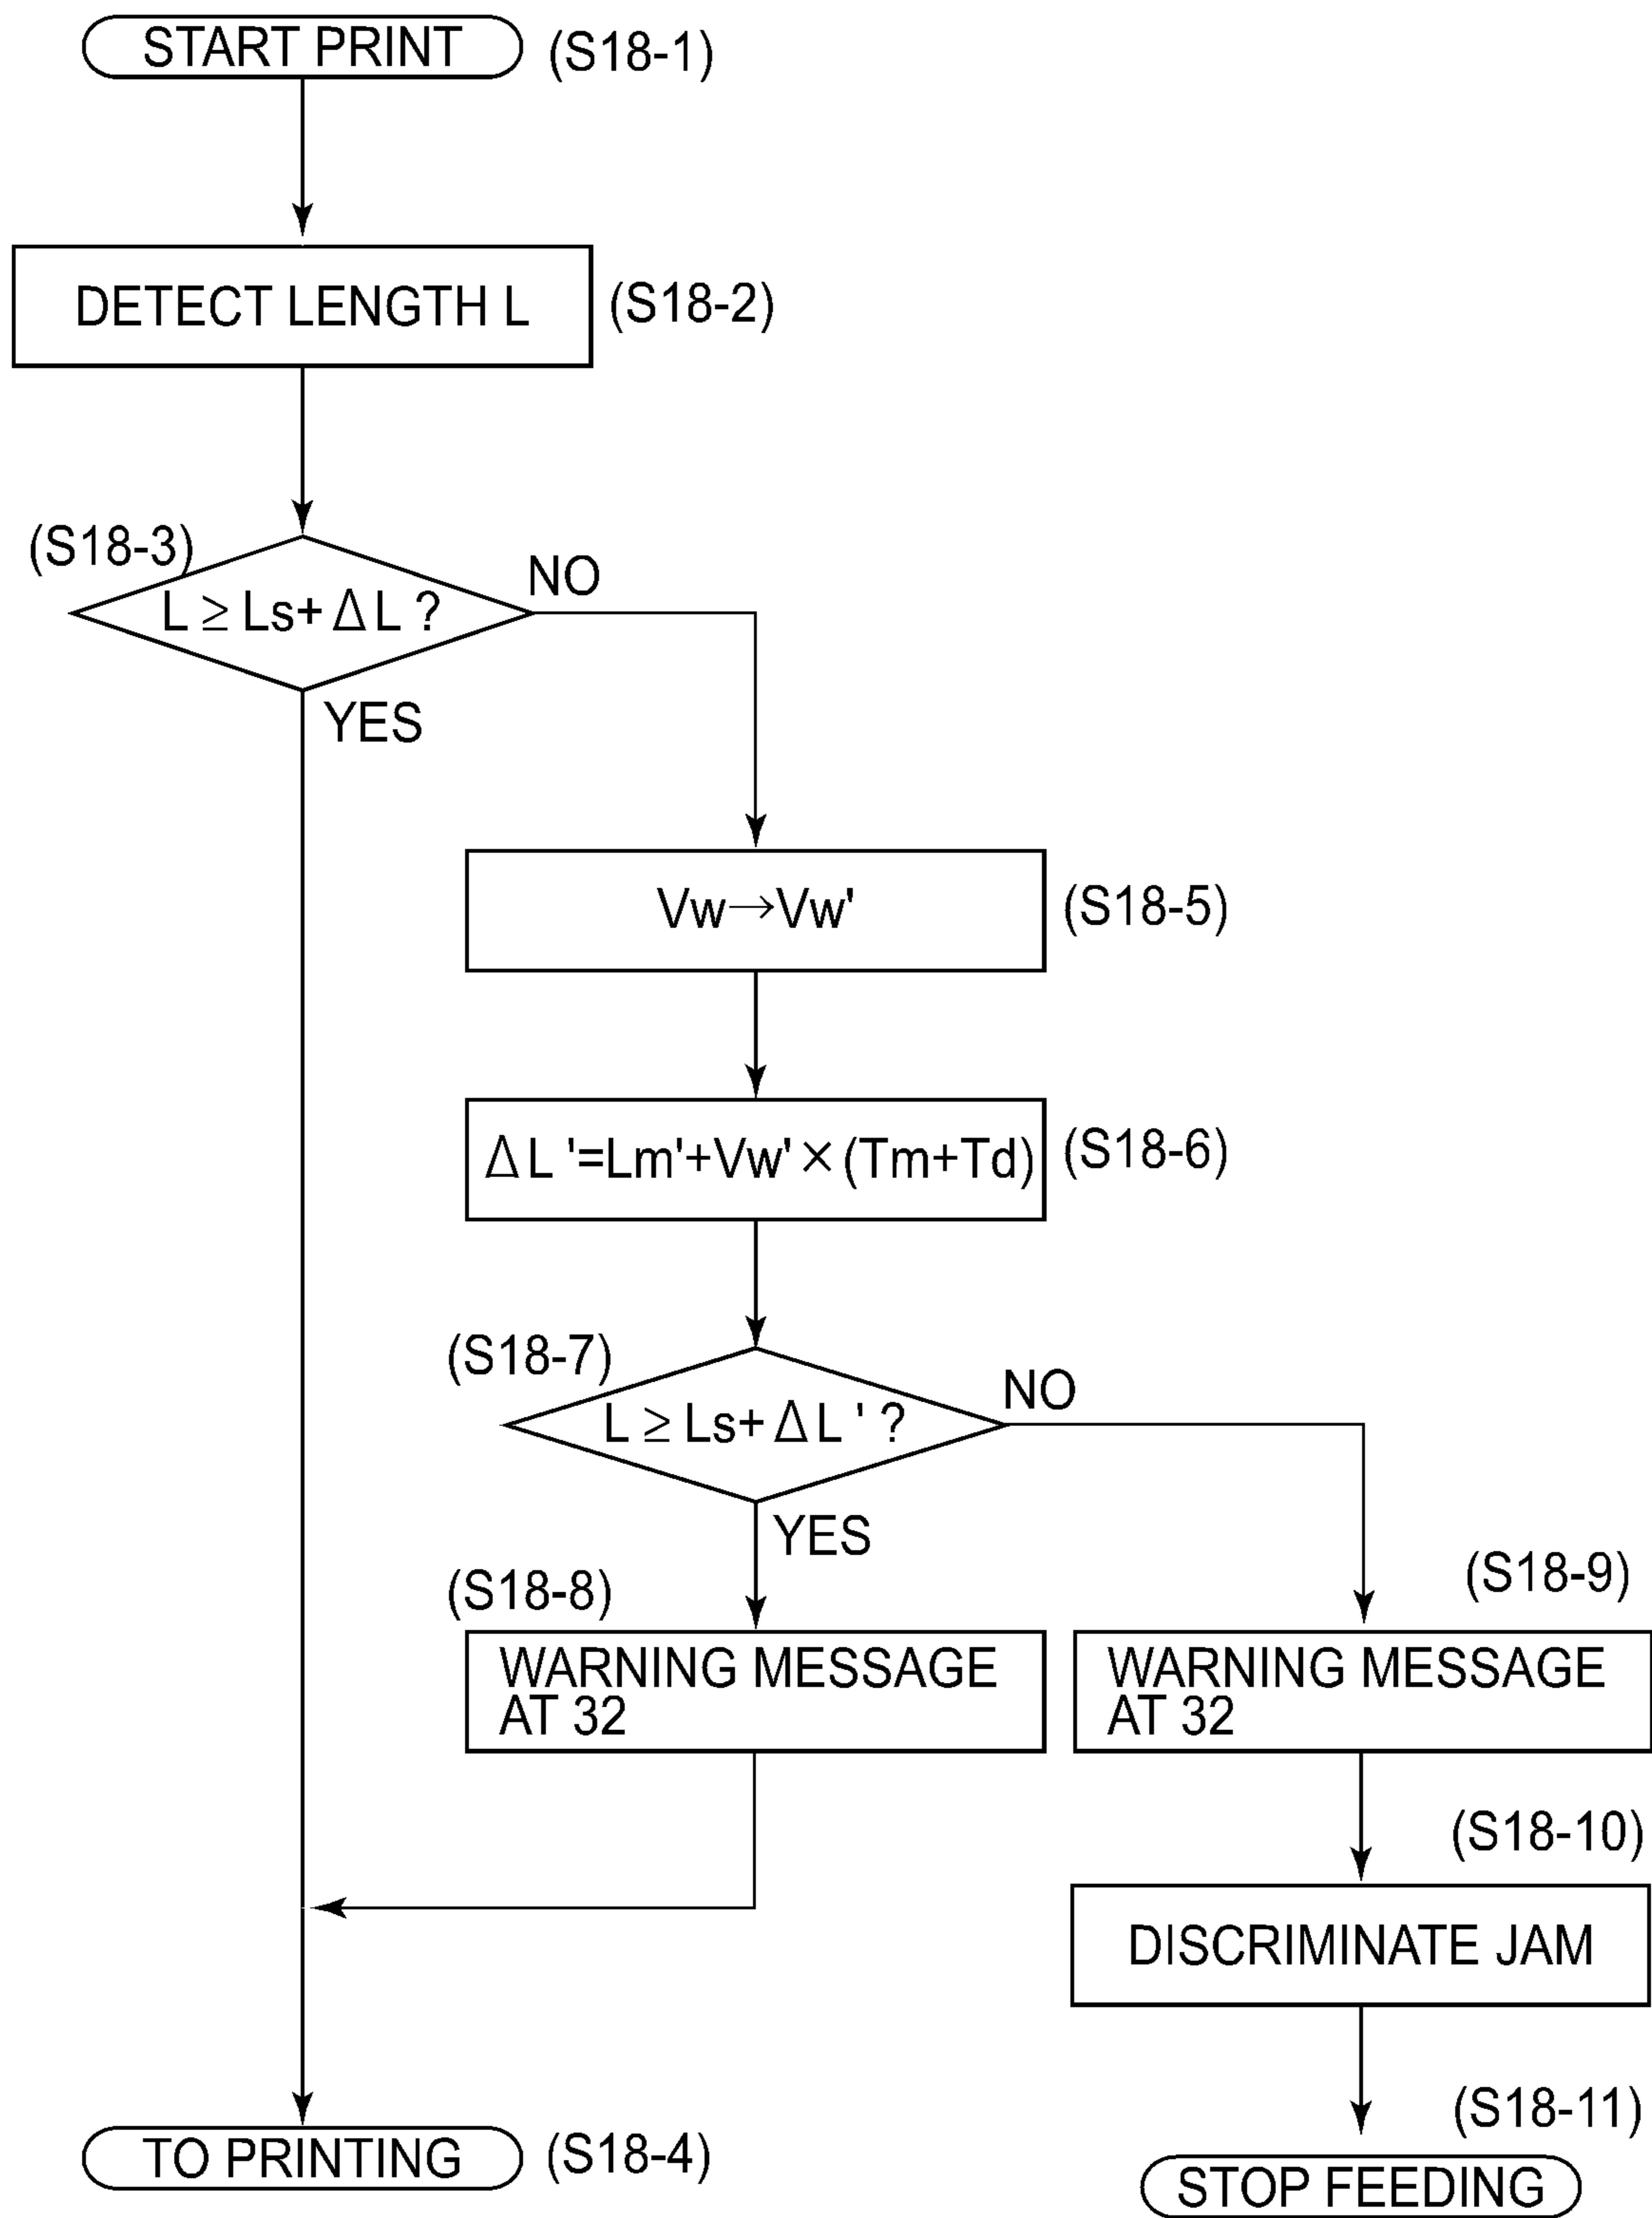 START PRINT
(S18-1)
DETECT LENGTH L
(S18-2)
(S18-3)
L ≥ Ls+ Δ L ?
NO
YES
Vw→Vw'
(S18-5)
Δ L '=Lm'+Vw'×(Tm+Td)
(S18-6)
(S18-7)
L ≥ Ls+ Δ L ' ?
NO
YES
(S18-8)
WARNING MESSAGE
AT 32
(S18-9)
WARNING MESSAGE
AT 32
(S18-10)
DISCRIMINATE JAM
(S18-11)
STOP FEEDING
TO PRINTING
(S18-4)